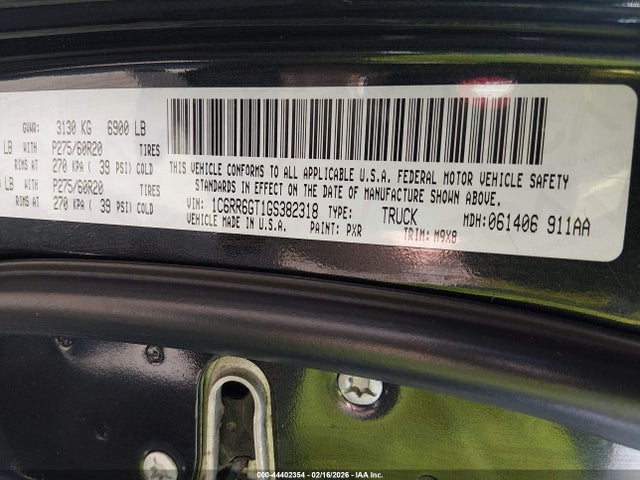 GVWR: 3130 KG 6900 LB
LB WITH P275/60R20 TIRES
RIMS AT 270 KPA ( 39 PSI) COLD
LB WITH P275/60R20 TIRES
RIMS AT 270 KPA ( 39 PSI) COLD
THIS VEHICLE CONFORMS TO ALL APPLICABLE U.S.A. FEDERAL MOTOR VEHICLE SAFETY
STANDARDS IN EFFECT ON THE DATE OF MANUFACTURE SHOWN ABOVE.
VIN: 1C6RR6GT1GS382318 TYPE: TRUCK MDH:061406 911AA
VEHICLE MADE IN U.S.A. PAINT: PXR TRIM: M9X8
000-44402354 - 02/16/2026 - IAA Inc.